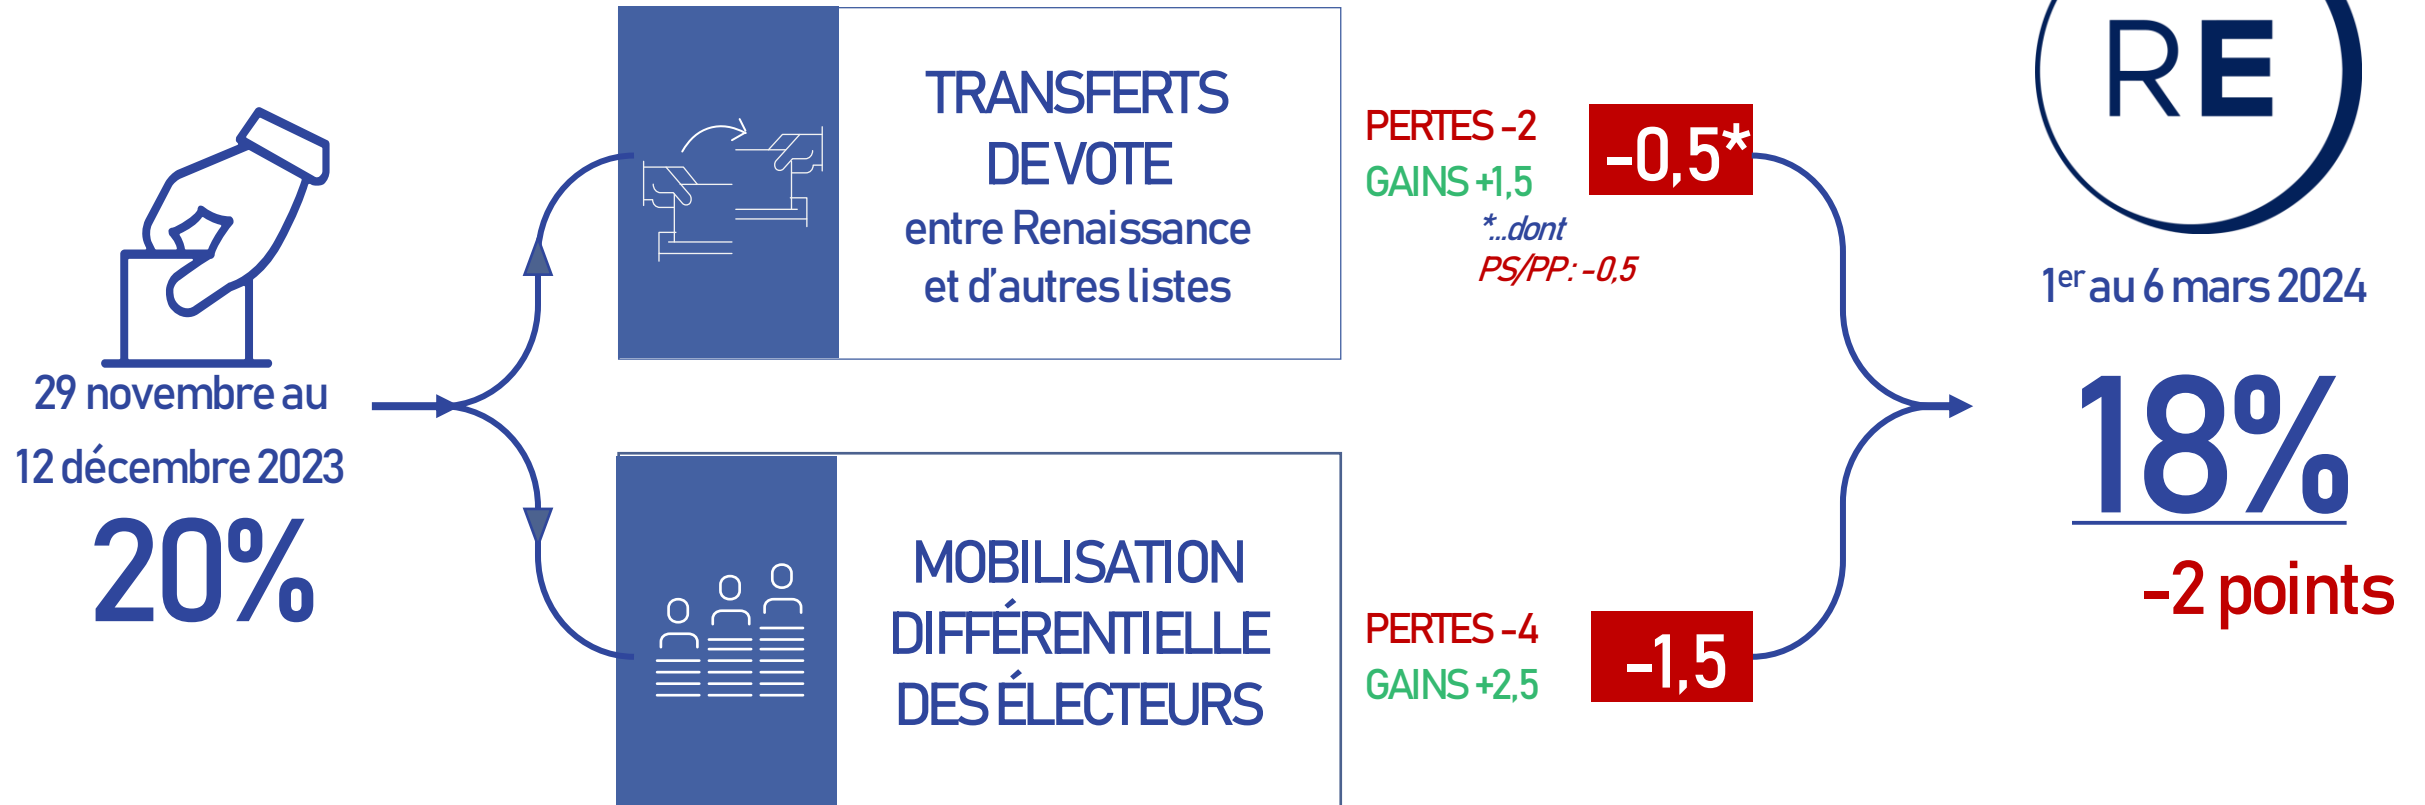 29 novembre au
12 décembre 2023
20%
TRANSFERTS
DE VOTE
entre Renaissance
et d'autres listes
PERTES -2
GAINS +1,5
-0,5*
*...dont
PS/PP: -0,5
MOBILISATION
DIFFÉRENTIELLE
DES ÉLECTEURS
PERTES -4
GAINS +2,5
-1,5
RE
1er au 6 mars 2024
18%
-2 points